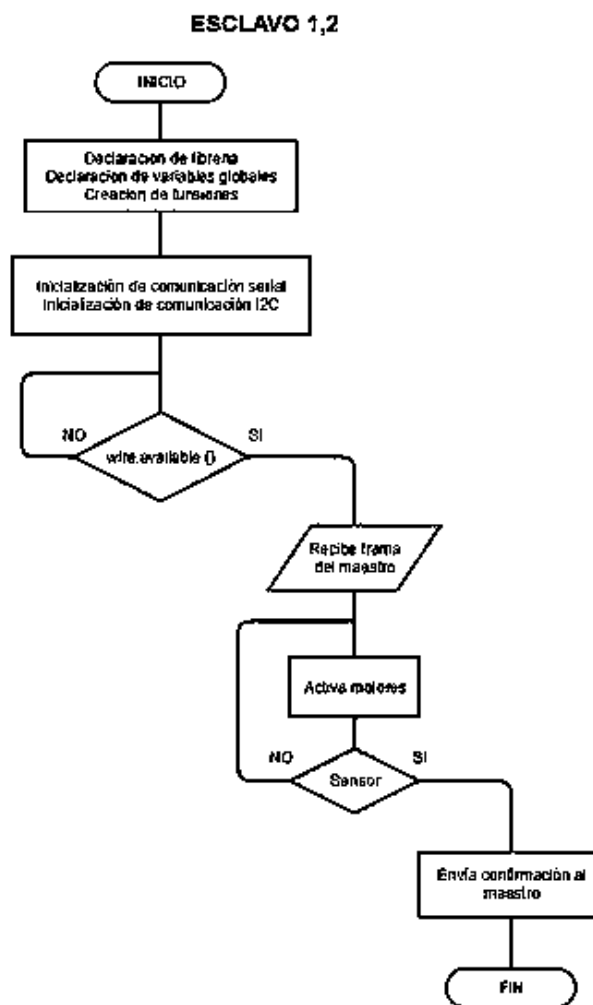 ESCLAVO 1,2
INICIO
Declaracion de libreria
Declaracion de variables globales
Creacion de funsiones
Inicialización de comunicación serial
Inicialización de comunicación I2C
NO
SI
wire.available ()
Recibe trama
del maestro
Activa motores
NO
SI
Sensor
Envía confirmación al
maestro
FIN